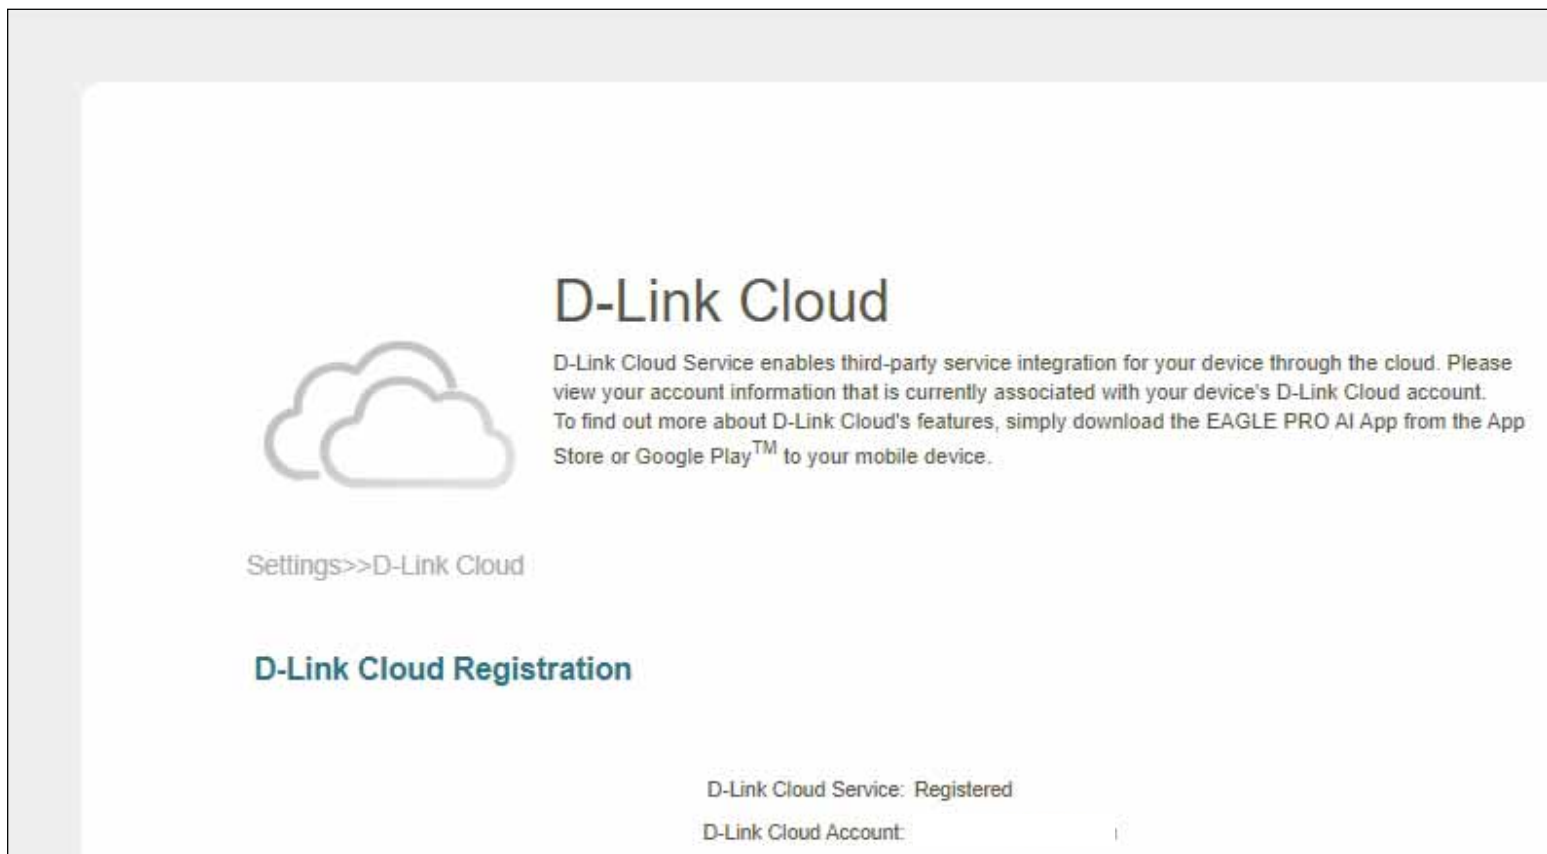 D-Link Cloud
D-Link Cloud Service enables third-party service integration for your device through the cloud. Please
view your account information that is currently associated with your device's D-Link Cloud account.
To find out more about D-Link Cloud's features, simply download the EAGLE PRO AI App from the App
Store or Google Play™ to your mobile device.
Settings>>D-Link Cloud
D-Link Cloud Registration
D-Link Cloud Service: Registered
D-Link Cloud Account: